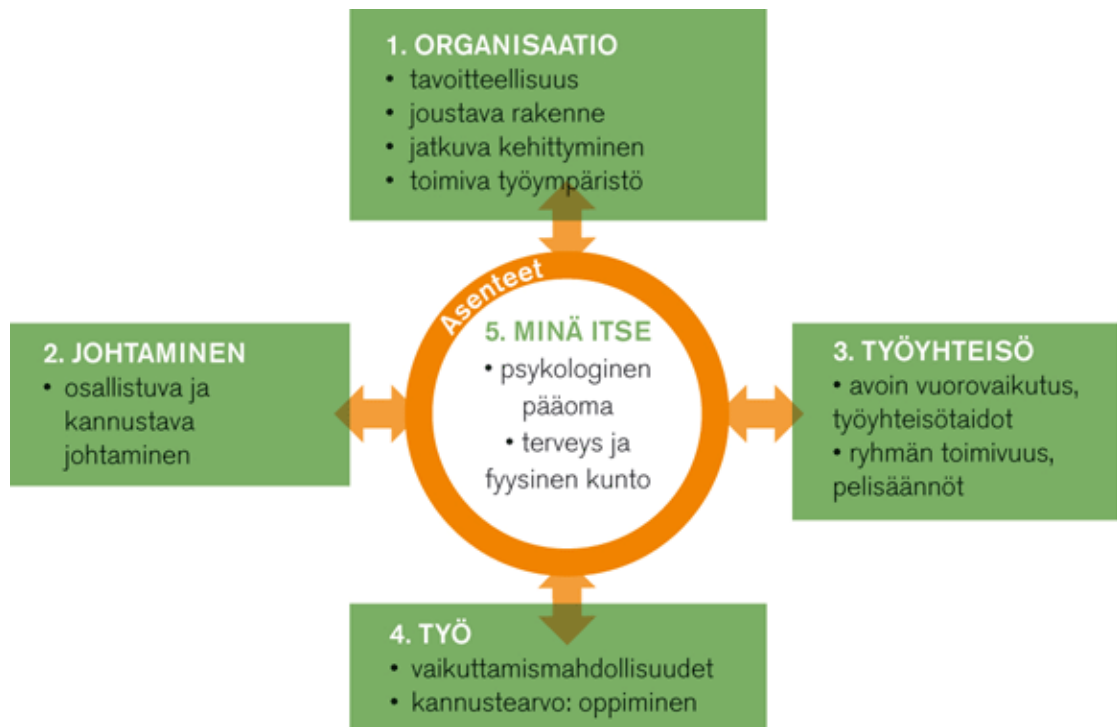 1. ORGANISAATIO
• tavoitteellisuus
• joustava rakenne
• jatkuva kehittyminen
• toimiva työympäristö
Asenteet
2. JOHTAMINEN
• osallistuva ja
kannustava
johtaminen
5. MINÄ ITSE
• psykologinen
pääoma
• terveys ja
fyysinen kunto
3. TYÖYHTEISÖ
• avoin vuorovaikutus,
työyhteisötaidot
• ryhmän toimivuus,
pelisäännöt
4. TYÖ
• vaikuttamismahdollisuudet
• kannustearvo: oppiminen